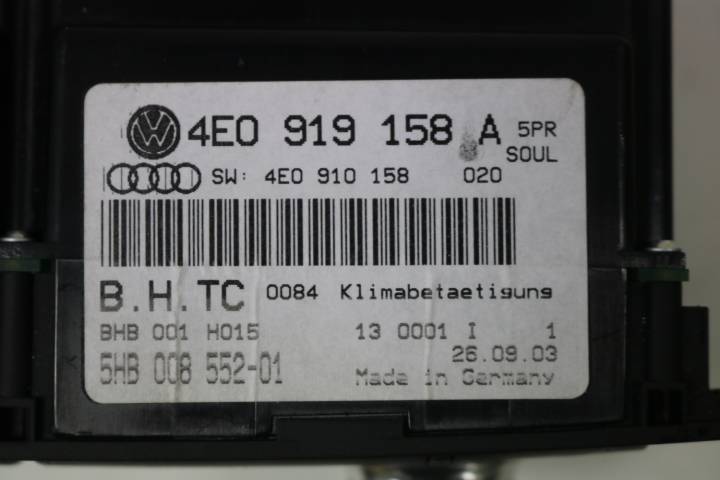 VW 4E0 919 158 A 5PR
SOUL
SW: 4E0 910 158 020
B.H.TC 0084 Klimabetaetigung
BHB 001 H015 13 0001 I 1
26.09.03
5HB 008 552-01 Made in Germany